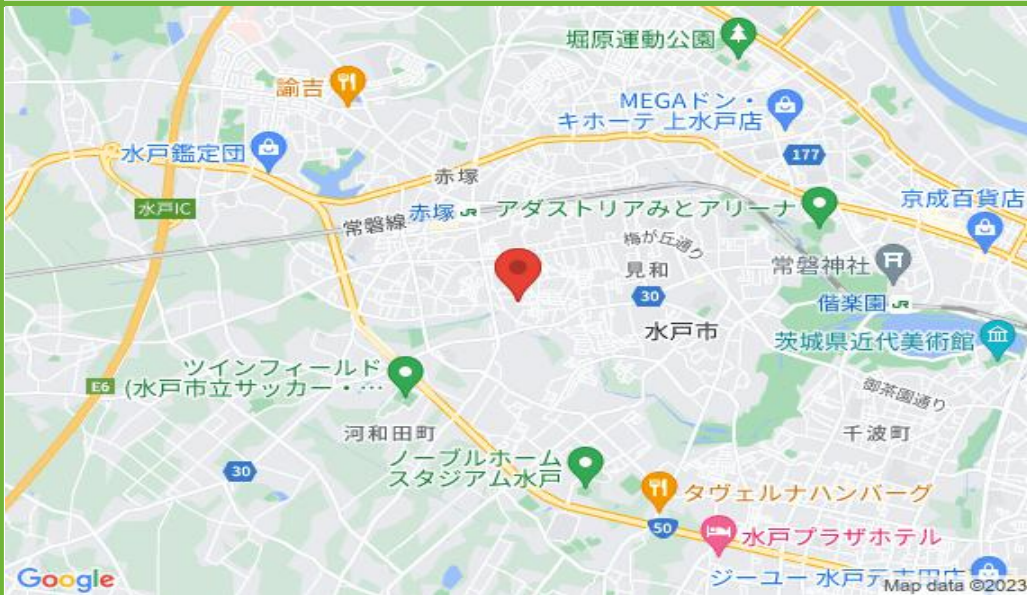 堀原運動公園
諭吉
MEGAドン・
キホーテ 上水戸店
水戸鑑定団
177
赤塚
水戸IC
京成百貨店
常磐線
赤塚 JR
アダストリアみとアリーナ
梅が丘通り
見和
常磐神社
30
偕楽園 JR
水戸市
茨城県近代美術館
ツインフィールド
(水戸市立サッカー・…
E6
御茶園通り
河和田町
千波町
ノーブルホーム
スタジアム水戸
30
タヴェルナハンバーグ
50
水戸プラザホテル
Google
ジーユー 水戸元吉田店
Map data ©2023